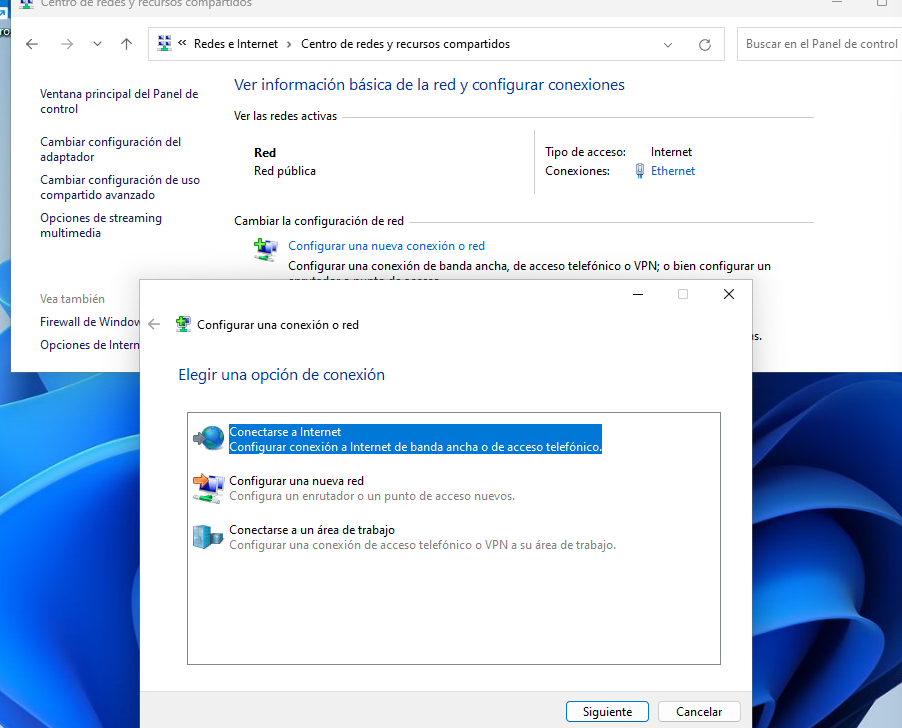 Centro de redes y recursos compartidos
« Redes e Internet > Centro de redes y recursos compartidos
Buscar en el Panel de control
Ventana principal del Panel de
control
Cambiar configuración del
adaptador
Cambiar configuración de uso
compartido avanzado
Opciones de streaming
multimedia
Vea también
Firewall de Window
Opciones de Intern
Ver información básica de la red y configurar conexiones
Ver las redes activas
Red
Red pública
Tipo de acceso: Internet
Conexiones: Ethernet
Cambiar la configuración de red
Configurar una nueva conexión o red
Configurar una conexión de banda ancha, de acceso telefónico o VPN; o bien configurar un
Configurar una conexión o red
Elegir una opción de conexión
Conectarse a Internet
Configurar conexión a Internet de banda ancha o de acceso telefónico.
Configurar una nueva red
Configura un enrutador o un punto de acceso nuevos.
Conectarse a un área de trabajo
Configurar una conexión de acceso telefónico o VPN a su área de trabajo.
Siguiente
Cancelar